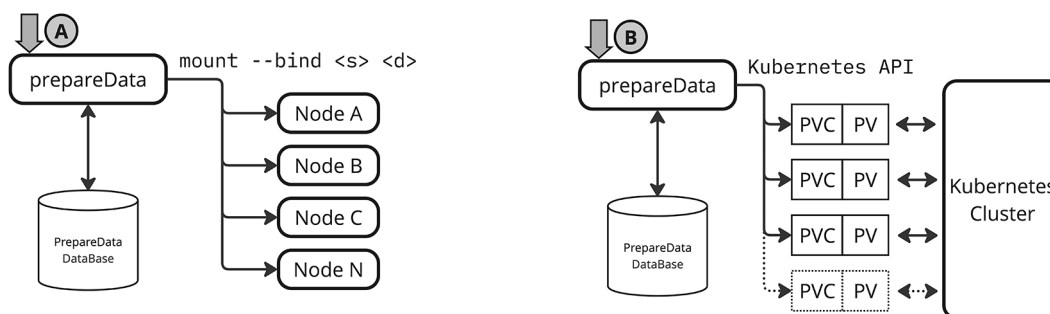 A
prepareData
mount --bind <s> <d>
Node A
Node B
Node C
Node N
PrepareData
DataBase
B
prepareData
Kubernetes API
PVC PV
PVC PV
PVC PV
PVC PV
PrepareData
DataBase
Kubernetes
Cluster